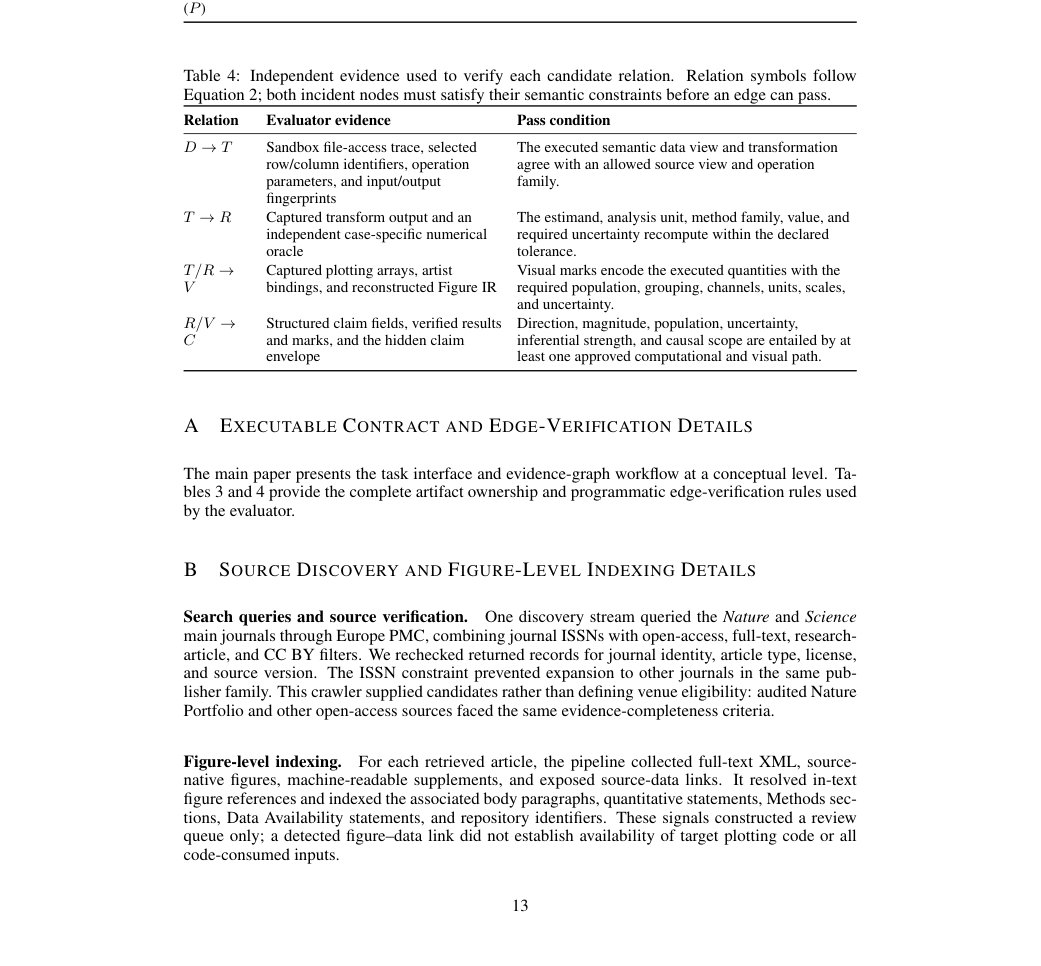 (P)
Table 4: Independent evidence used to verify each candidate relation. Relation symbols follow
Equation 2; both incident nodes must satisfy their semantic constraints before an edge can pass.
Relation Evaluator evidence Pass condition
D → T Sandbox file-access trace, selected The executed semantic data view and transformation
row/column identifiers, operation agree with an allowed source view and operation
parameters, and input/output family.
fingerprints
T → R Captured transform output and an The estimand, analysis unit, method family, value, and
independent case-specific numerical required uncertainty recompute within the declared
oracle tolerance.
T/R → Captured plotting arrays, artist Visual marks encode the executed quantities with the
V bindings, and reconstructed Figure IR required population, grouping, channels, units, scales,
and uncertainty.
R/V → Structured claim fields, verified results Direction, magnitude, population, uncertainty,
C and marks, and the hidden claim inferential strength, and causal scope are entailed by at
envelope least one approved computational and visual path.
A EXECUTABLE CONTRACT AND EDGE-VERIFICATION DETAILS
The main paper presents the task interface and evidence-graph workflow at a conceptual level. Ta-
bles 3 and 4 provide the complete artifact ownership and programmatic edge-verification rules used
by the evaluator.
B SOURCE DISCOVERY AND FIGURE-LEVEL INDEXING DETAILS
Search queries and source verification. One discovery stream queried the Nature and Science
main journals through Europe PMC, combining journal ISSNs with open-access, full-text, research-
article, and CC BY filters. We rechecked returned records for journal identity, article type, license,
and source version. The ISSN constraint prevented expansion to other journals in the same pub-
lisher family. This crawler supplied candidates rather than defining venue eligibility: audited Nature
Portfolio and other open-access sources faced the same evidence-completeness criteria.
Figure-level indexing. For each retrieved article, the pipeline collected full-text XML, source-
native figures, machine-readable supplements, and exposed source-data links. It resolved in-text
figure references and indexed the associated body paragraphs, quantitative statements, Methods sec-
tions, Data Availability statements, and repository identifiers. These signals constructed a review
queue only; a detected figure–data link did not establish availability of target plotting code or all
code-consumed inputs.
13